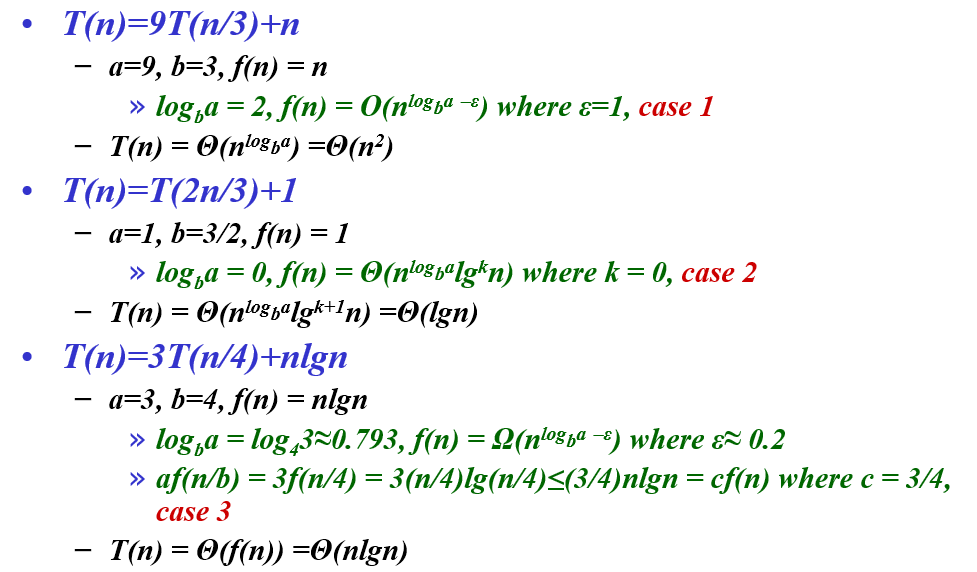 • T(n)=9T(n/3)+n
– a=9, b=3, f(n) = n
» log_b a = 2, f(n) = O(n^{log_b a –ε}) where ε=1, case 1
– T(n) = Θ(n^{log_b a}) =Θ(n²)
• T(n)=T(2n/3)+1
– a=1, b=3/2, f(n) = 1
» log_b a = 0, f(n) = Θ(n^{log_b a}lg^k n) where k = 0, case 2
– T(n) = Θ(n^{log_b a}lg^{k+1}n) =Θ(lgn)
• T(n)=3T(n/4)+nlgn
– a=3, b=4, f(n) = nlgn
» log_b a = log₄3≈0.793, f(n) = Ω(n^{log_b a –ε}) where ε≈ 0.2
» af(n/b) = 3f(n/4) = 3(n/4)lg(n/4)≤(3/4)nlgn = cf(n) where c = 3/4,
case 3
– T(n) = Θ(f(n)) =Θ(nlgn)